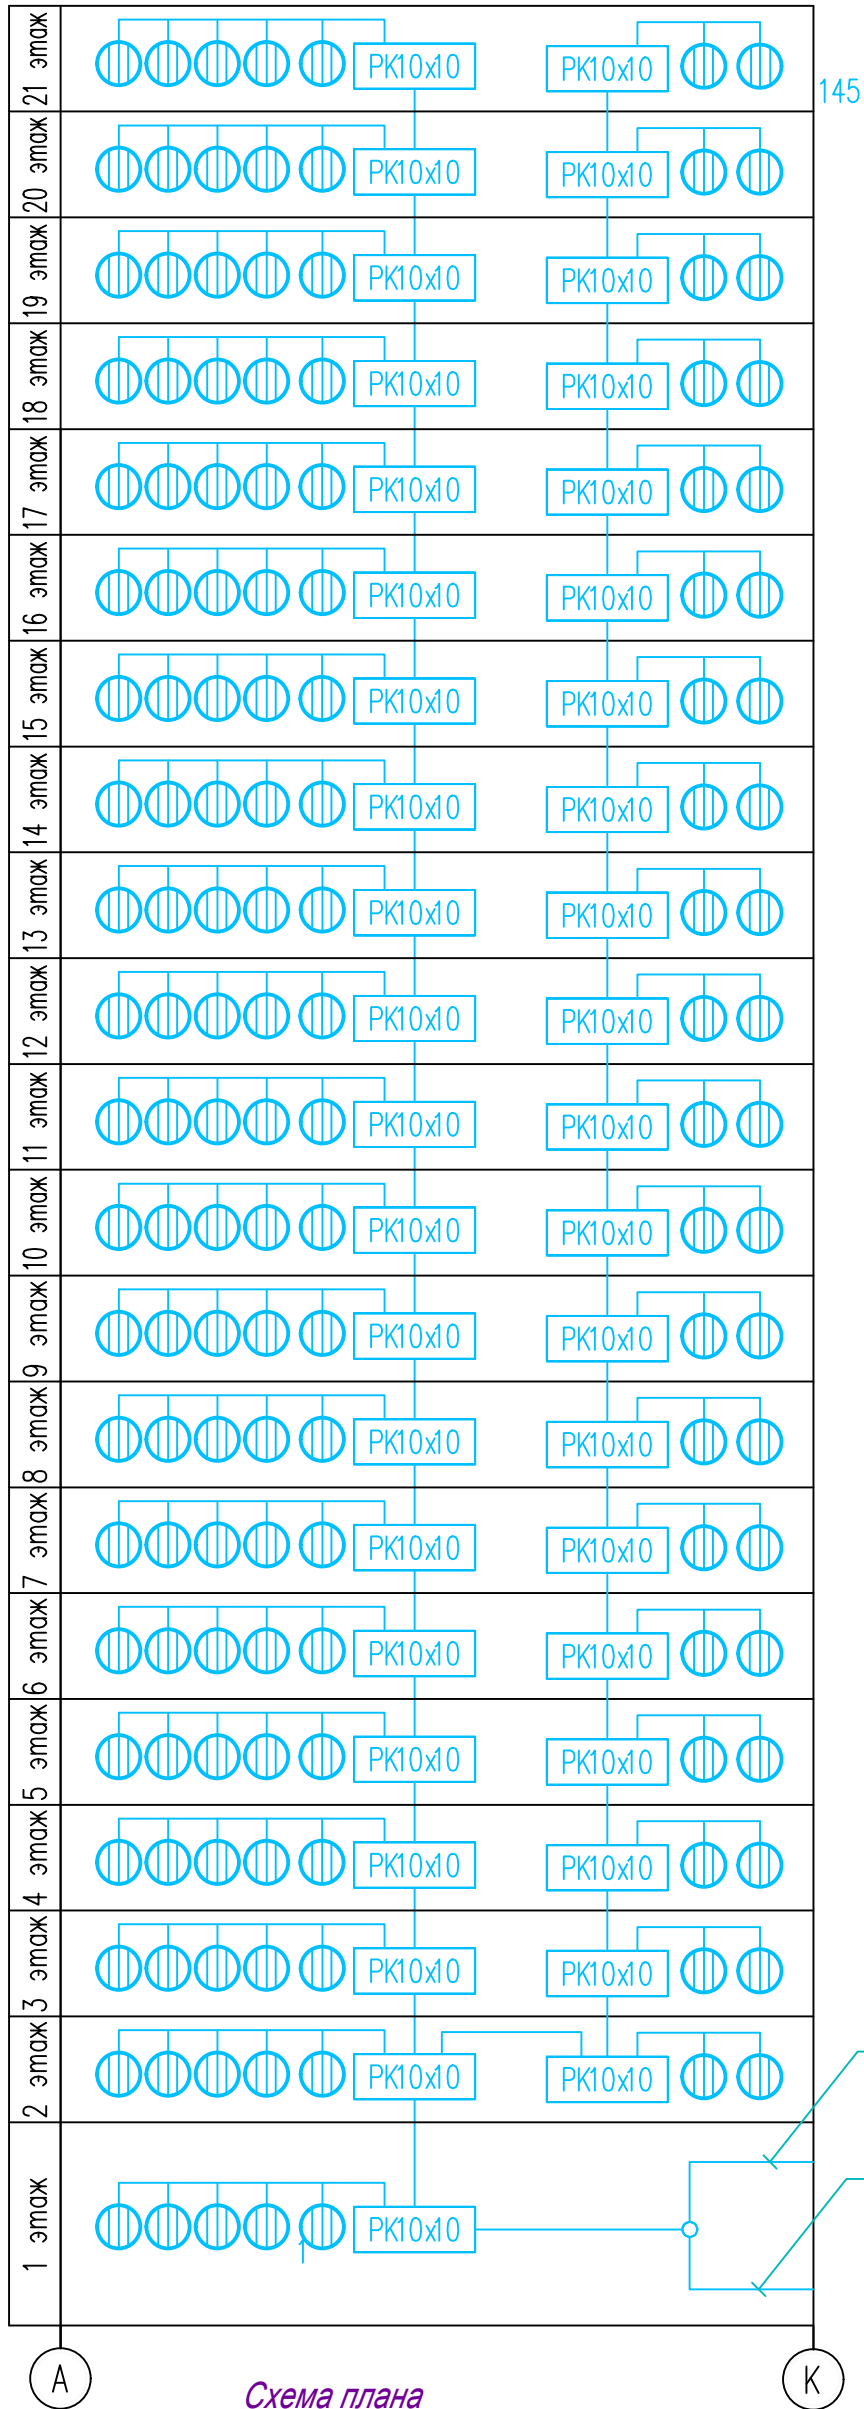 21 этаж РК10х10 РК10х10
145
20 этаж РК10х10 РК10х10
19 этаж РК10х10 РК10х10
18 этаж РК10х10 РК10х10
17 этаж РК10х10 РК10х10
16 этаж РК10х10 РК10х10
15 этаж РК10х10 РК10х10
14 этаж РК10х10 РК10х10
13 этаж РК10х10 РК10х10
12 этаж РК10х10 РК10х10
11 этаж РК10х10 РК10х10
10 этаж РК10х10 РК10х10
9 этаж РК10х10 РК10х10
8 этаж РК10х10 РК10х10
7 этаж РК10х10 РК10х10
6 этаж РК10х10 РК10х10
5 этаж РК10х10 РК10х10
4 этаж РК10х10 РК10х10
3 этаж РК10х10 РК10х10
2 этаж РК10х10 РК10х10
1 этаж РК10х10
А К
Схема плана